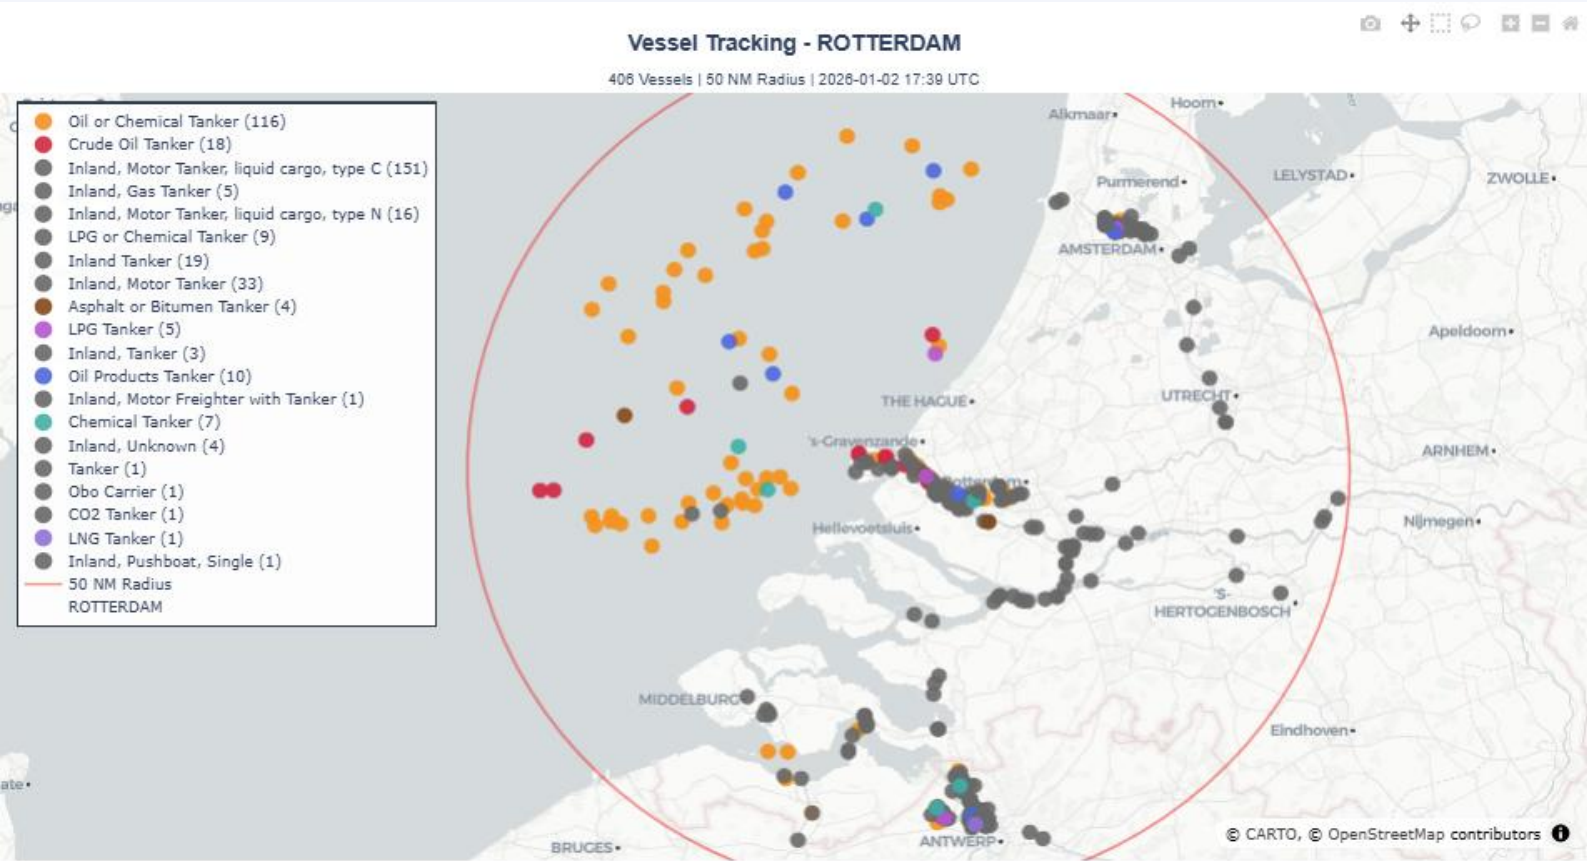 Vessel Tracking - ROTTERDAM
406 Vessels | 50 NM Radius | 2026-01-02 17:39 UTC
Oil or Chemical Tanker (116)
Crude Oil Tanker (18)
Inland, Motor Tanker, liquid cargo, type C (151)
Inland, Gas Tanker (5)
Inland, Motor Tanker, liquid cargo, type N (16)
LPG or Chemical Tanker (9)
Inland Tanker (19)
Inland, Motor Tanker (33)
Asphalt or Bitumen Tanker (4)
LPG Tanker (5)
Inland, Tanker (3)
Oil Products Tanker (10)
Inland, Motor Freighter with Tanker (1)
Chemical Tanker (7)
Inland, Unknown (4)
Tanker (1)
Obo Carrier (1)
CO2 Tanker (1)
LNG Tanker (1)
Inland, Pushboat, Single (1)
50 NM Radius
ROTTERDAM
Hoorn
Alkmaar
Purmerend
LELYSTAD
ZWOLLE
AMSTERDAM
Apeldoorn
UTRECHT
THE HAGUE
's-Gravenzande
ARNHEM
Hellevoetsluis
Nijmegen
'S-
HERTOGENBOSCH
MIDDELBURG
Eindhoven
ate
ANTWERP
BRUGES
© CARTO, © OpenStreetMap contributors